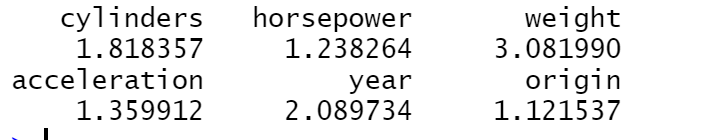 cylinders horsepower weight
1.818357 1.238264 3.081990
acceleration year origin
1.359912 2.089734 1.121537
>